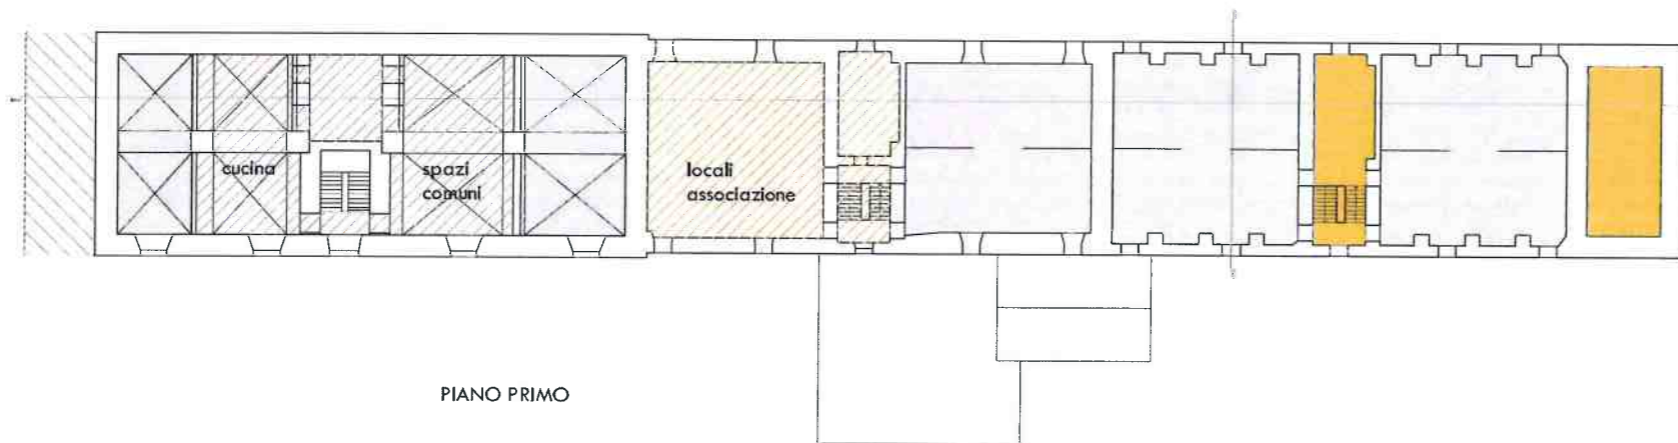 cucina
spazi
comuni
locali
associazione
PIANO PRIMO